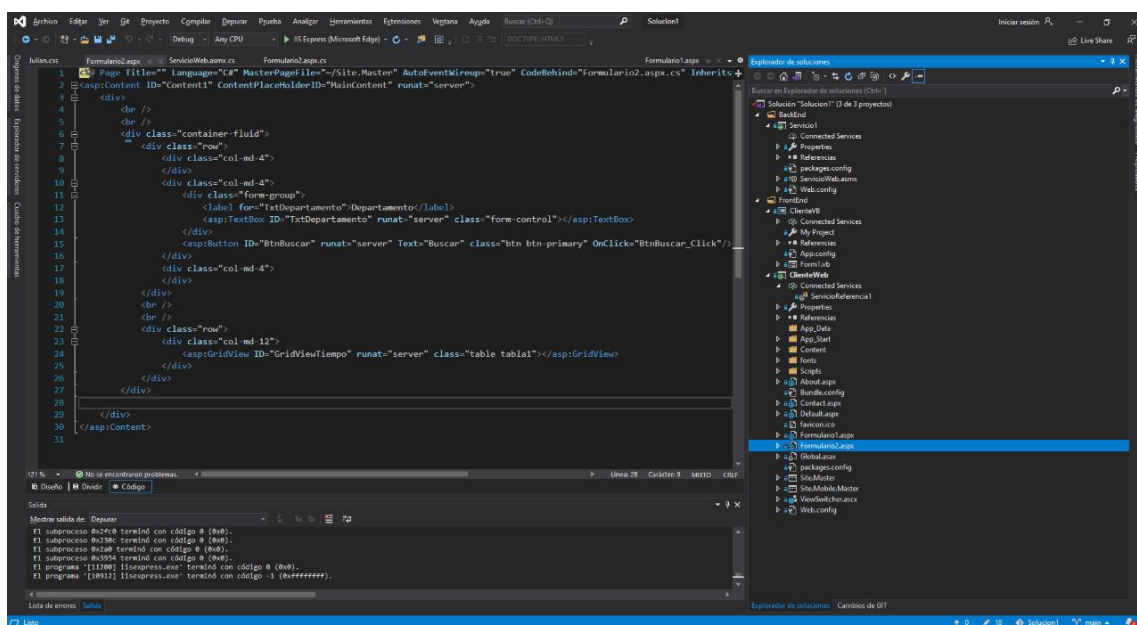 Archivo Editar Ver Git Proyecto Compilar Depurar Prueba Analizar Herramientas Extensiones Ventana Ayuda Buscar (Ctrl+Q) Solucion1 Iniciar sesión
Debug Any CPU IIS Express (Microsoft Edge) DOCTYPE: HTML5 Live Share
Julian.css Formulario2.aspx ServicioWeb.asmx.cs Formulario2.aspx.cs Formulario1.aspx
Orígenes de datos
Explorador de servidores
Cuadro de herramientas
1 <%@ Page Title="" Language="C#" MasterPageFile="~/Site.Master" AutoEventWireup="true" CodeBehind="Formulario2.aspx.cs" Inherits
2 <asp:Content ID="Content1" ContentPlaceHolderID="MainContent" runat="server">
3 <div>
4 <br />
5 <br />
6 <div class="container-fluid">
7 <div class="row">
8 <div class="col-md-4">
9 </div>
10 <div class="col-md-4">
11 <div class="form-group">
12 <label for="TxtDepartamento">Departamento</label>
13 <asp:TextBox ID="TxtDepartamento" runat="server" class="form-control"></asp:TextBox>
14 </div>
15 <asp:Button ID="BtnBuscar" runat="server" Text="Buscar" class="btn btn-primary" OnClick="BtnBuscar_Click"/>
16 </div>
17 <div class="col-md-4">
18 </div>
19 </div>
20 <br />
21 <br />
22 <div class="row">
23 <div class="col-md-12">
24 <asp:GridView ID="GridViewTiempo" runat="server" class="table tabla1"></asp:GridView>
25 </div>
26 </div>
27 </div>
28
29 </div>
30 </asp:Content>
31
121 % No se encontraron problemas. Línea: 28 Carácter: 9 MIXTO CRLF
Diseño Dividir Código
Salida
Mostrar salida de: Depurar
El subproceso 0x2fc0 terminó con código 0 (0x0).
El subproceso 0x230c terminó con código 0 (0x0).
El subproceso 0x2a0 terminó con código 0 (0x0).
El subproceso 0x3934 terminó con código 0 (0x0).
El programa '[11200] iisexpress.exe' terminó con código 0 (0x0).
El programa '[10912] iisexpress.exe' terminó con código -1 (0xffffffff).
Lista de errores Salida
Explorador de soluciones
Buscar en Explorador de soluciones (Ctrl+')
Solución "Solucion1" (3 de 3 proyectos)
BackEnd
Servicio1
Connected Services
Properties
Referencias
packages.config
ServicioWeb.asmx
Web.config
FrontEnd
ClienteVB
Connected Services
My Project
Referencias
App.config
Form1.vb
ClienteWeb
Connected Services
ServicioReferencia1
Properties
Referencias
App_Data
App_Start
Content
fonts
Scripts
About.aspx
Bundle.config
Contact.aspx
Default.aspx
favicon.ico
Formulario1.aspx
Formulario2.aspx
Global.asax
packages.config
Site.Master
Site.Mobile.Master
ViewSwitcher.ascx
Web.config
Explorador de soluciones Cambios de GIT
Listo 0 10 Solucion1 main